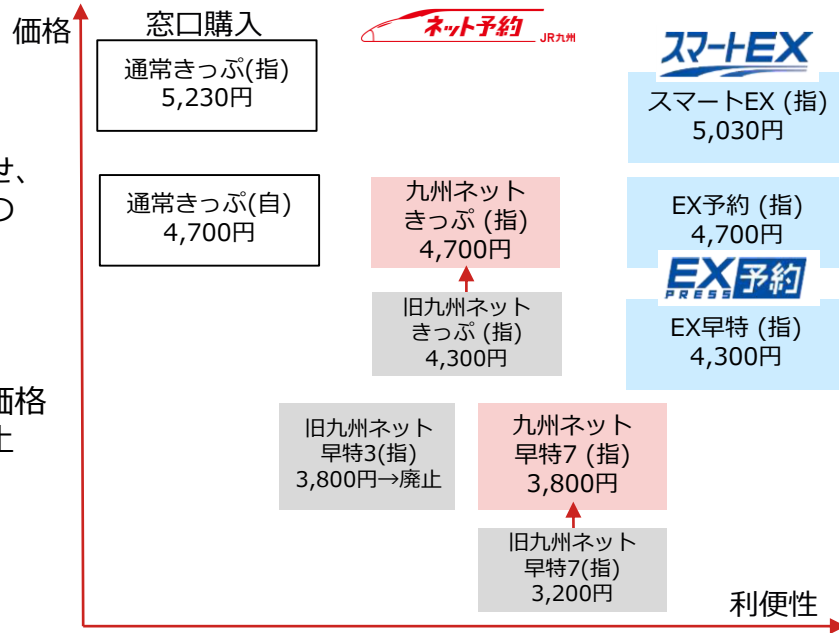 価格
窓口購入
通常きっぷ(指)
5,230円
ネット予約
JR九州
スマートEX
スマートEX (指)
5,030円
せ、
の
通常きっぷ(自)
4,700円
九州ネット
きっぷ (指)
4,700円
EX予約 (指)
4,700円
EX予約
PRESS
旧九州ネット
きっぷ (指)
4,300円
EX早特 (指)
4,300円
価格
止
旧九州ネット
早特3(指)
3,800円→廃止
九州ネット
早特7 (指)
3,800円
旧九州ネット
早特7(指)
3,200円
利便性